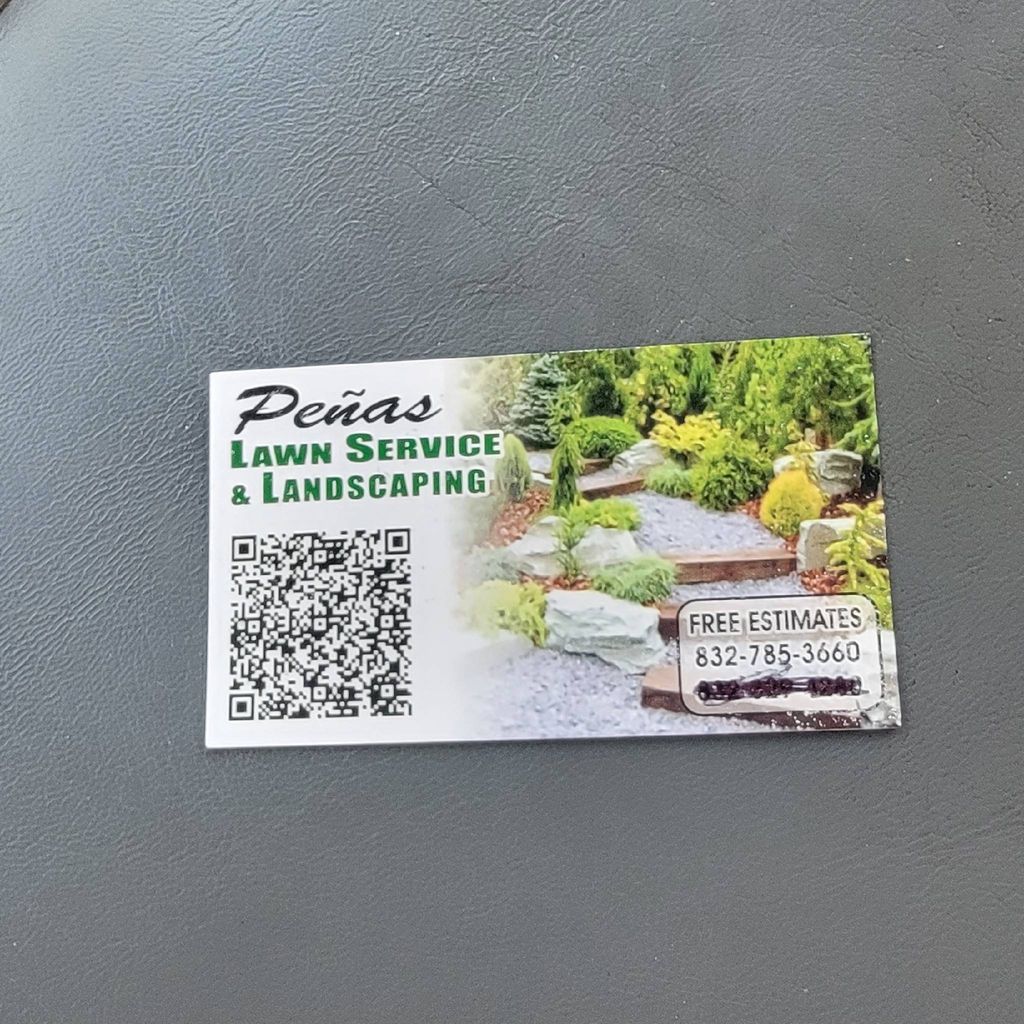 Peñas
LAWN SERVICE
& LANDSCAPING
FREE ESTIMATES
832-785-3660